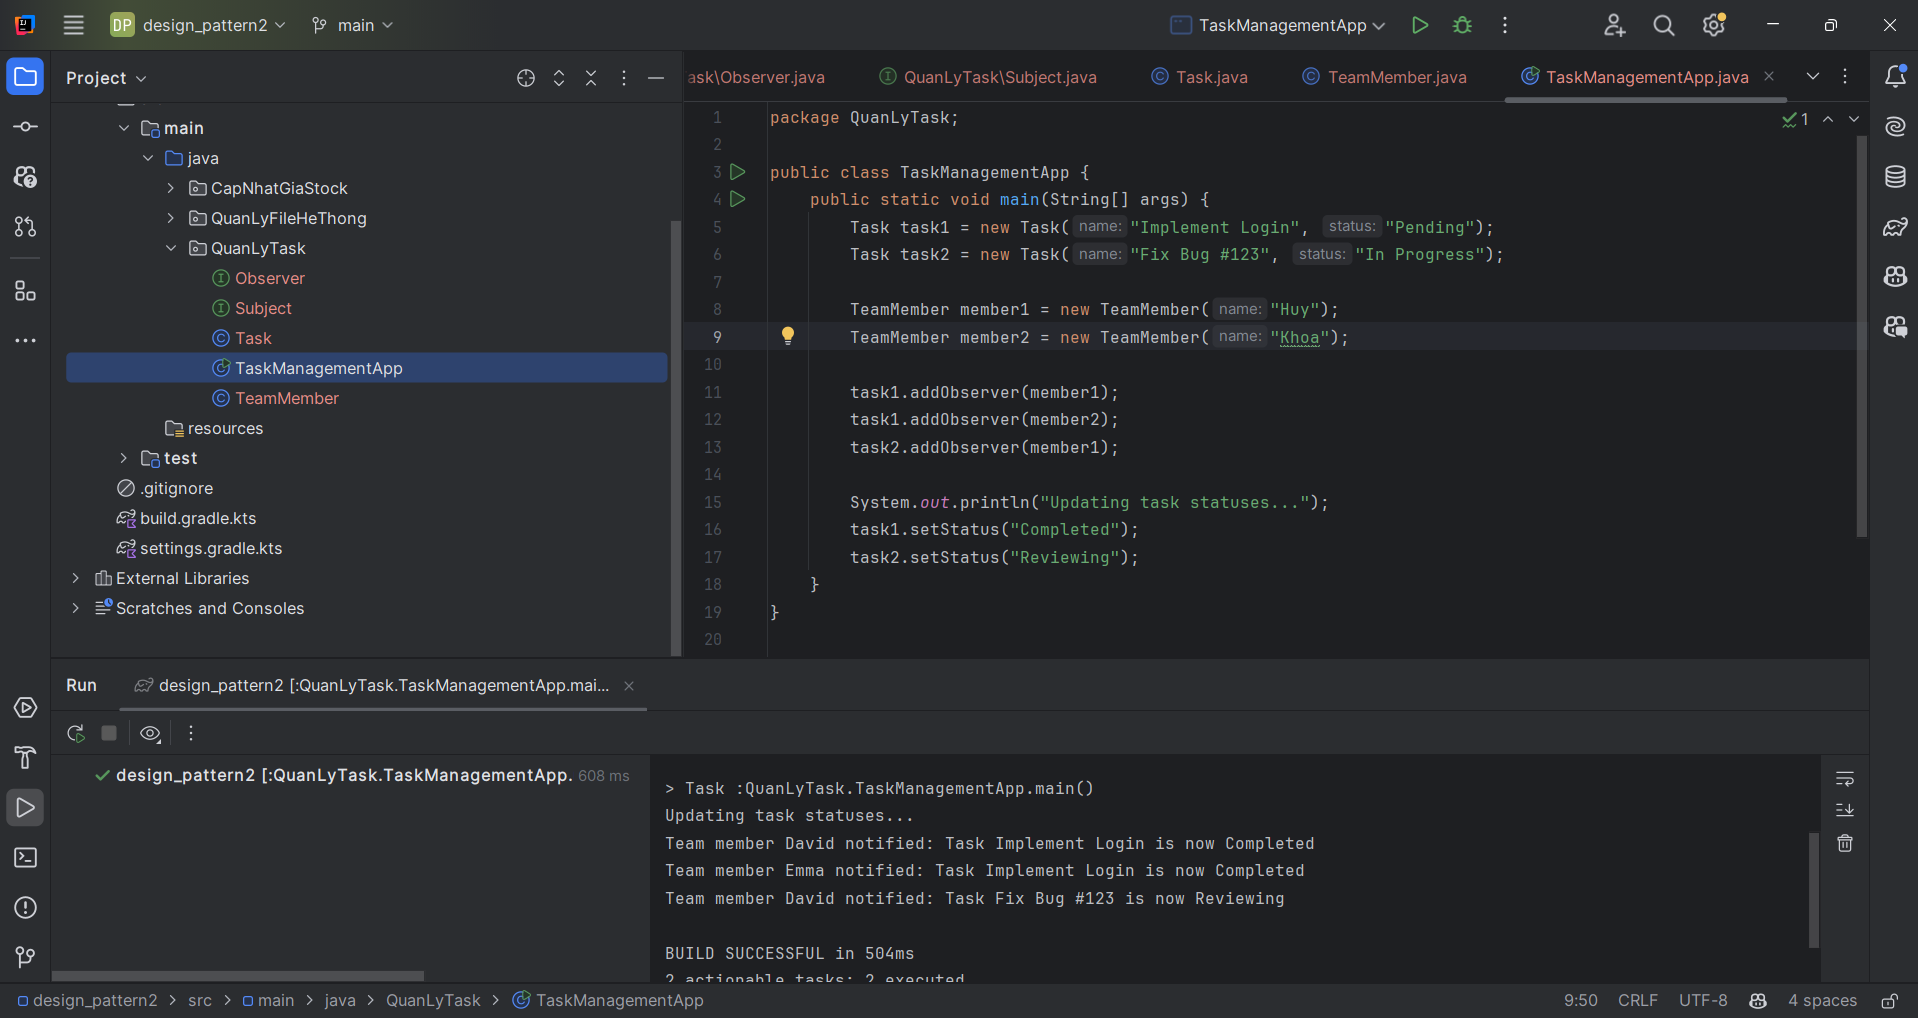 DP design_pattern2 main TaskManagementApp
Project
ask\Observer.java QuanLyTask\Subject.java Task.java TeamMember.java TaskManagementApp.java
main
java
CapNhatGiaStock
QuanLyFileHeThong
QuanLyTask
Observer
Subject
Task
TaskManagementApp
TeamMember
resources
test
.gitignore
build.gradle.kts
settings.gradle.kts
External Libraries
Scratches and Consoles
1
1 package QuanLyTask;
2
3 public class TaskManagementApp {
4 public static void main(String[] args) {
5 Task task1 = new Task( name: "Implement Login", status: "Pending");
6 Task task2 = new Task( name: "Fix Bug #123", status: "In Progress");
7
8 TeamMember member1 = new TeamMember( name: "Huy");
9 TeamMember member2 = new TeamMember( name: "Khoa");
10
11 task1.addObserver(member1);
12 task1.addObserver(member2);
13 task2.addObserver(member1);
14
15 System.out.println("Updating task statuses...");
16 task1.setStatus("Completed");
17 task2.setStatus("Reviewing");
18 }
19 }
20
Run design_pattern2 [:QuanLyTask.TaskManagementApp.mai...
design_pattern2 [:QuanLyTask.TaskManagementApp. 608 ms
> Task :QuanLyTask.TaskManagementApp.main()
Updating task statuses...
Team member David notified: Task Implement Login is now Completed
Team member Emma notified: Task Implement Login is now Completed
Team member David notified: Task Fix Bug #123 is now Reviewing
BUILD SUCCESSFUL in 504ms
2 actionable tasks: 2 executed
design_pattern2 > src > main > java > QuanLyTask > TaskManagementApp
9:50 CRLF UTF-8 4 spaces